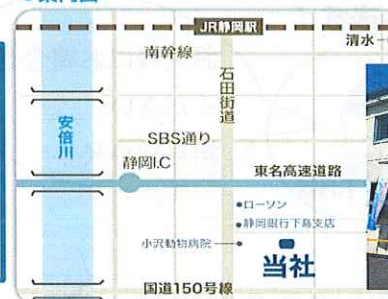 JR静岡駅
清水
南幹線
石田街道
安倍川
SBS通り
静岡I.C
東名高速道路
●ローソン
●静岡銀行下島支店
小沢動物病院
当社
国道150号線